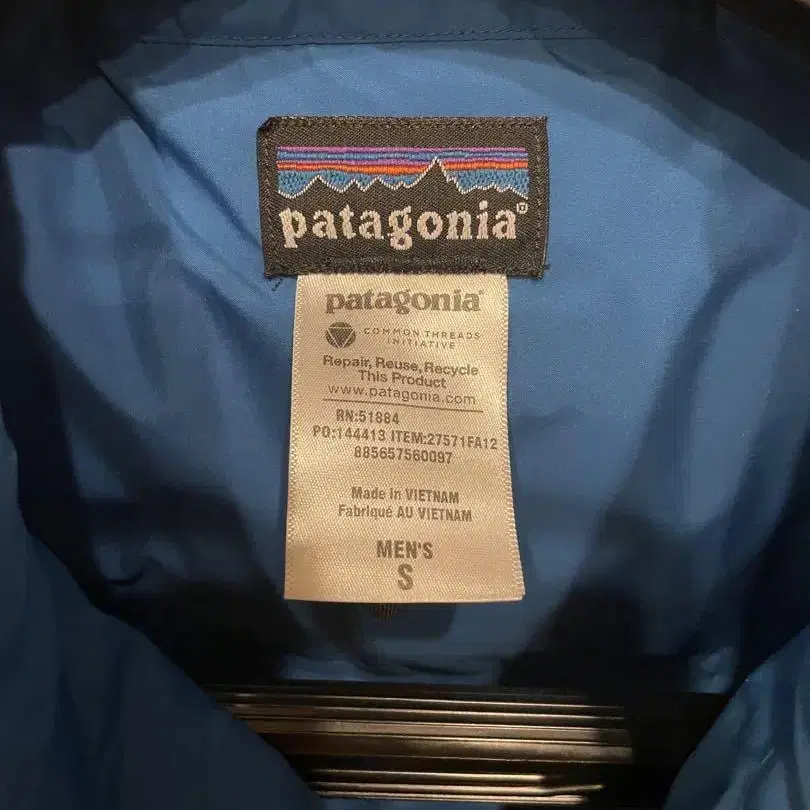 patagonia®
patagonia®
COMMON THREADS
INITIATIVE
Repair, Reuse, Recycle
This Product
www.patagonia.com
RN:51884
PO:144413 ITEM:27571FA12
885657560097
Made in VIETNAM
Fabriqué AU VIETNAM
MEN'S
S